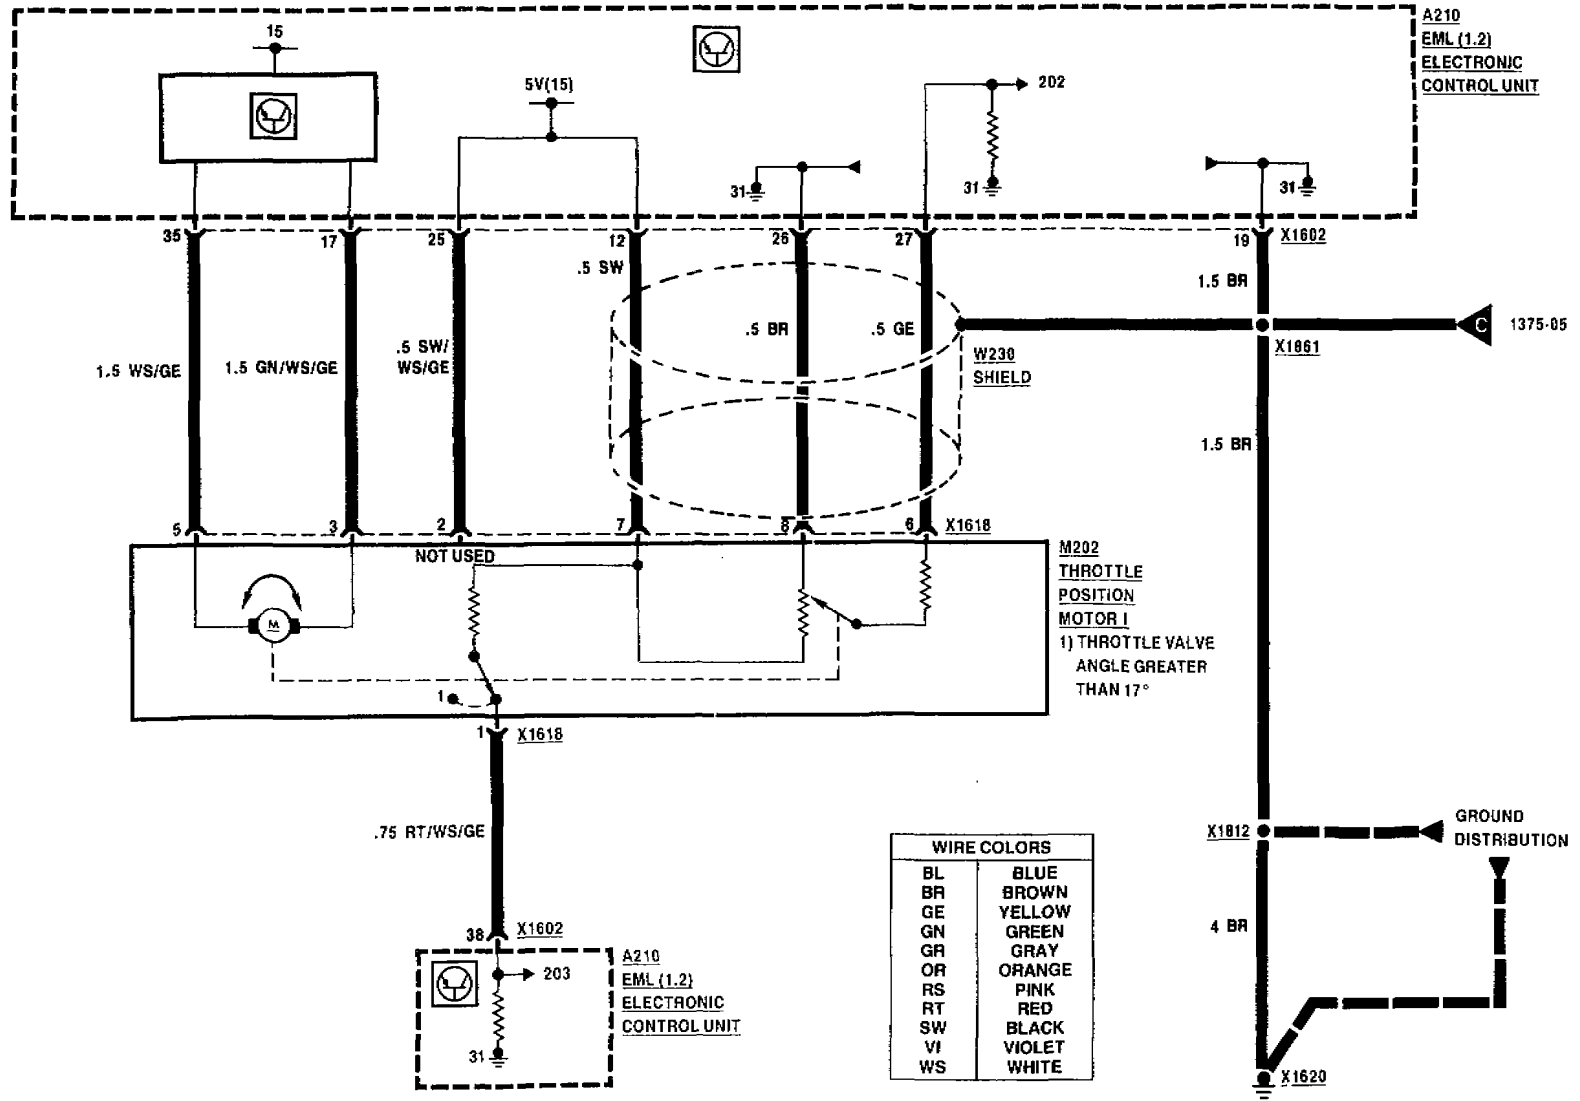 A210
EML (1.2)
ELECTRONIC
CONTROL UNIT
15
5V(15)
202
31
31
31
35
17
25
12
26
27
19
X1602
.5 SW
1.5 BR
1.5 WS/GE
1.5 GN/WS/GE
.5 SW/
WS/GE
.5 BR
.5 GE
C
1375-05
X1861
W230
SHIELD
1.5 BR
5
3
2
7
8
6
X1618
NOT USED
M202
THROTTLE
POSITION
MOTOR I
1) THROTTLE VALVE
ANGLE GREATER
THAN 17°
M
1
1
X1618
.75 RT/WS/GE
38
X1602
A210
EML (1.2)
ELECTRONIC
CONTROL UNIT
203
31
WIRE COLORS
BL BLUE
BR BROWN
GE YELLOW
GN GREEN
GR GRAY
OR ORANGE
RS PINK
RT RED
SW BLACK
VI VIOLET
WS WHITE
X1812
GROUND
DISTRIBUTION
4 BR
X1620